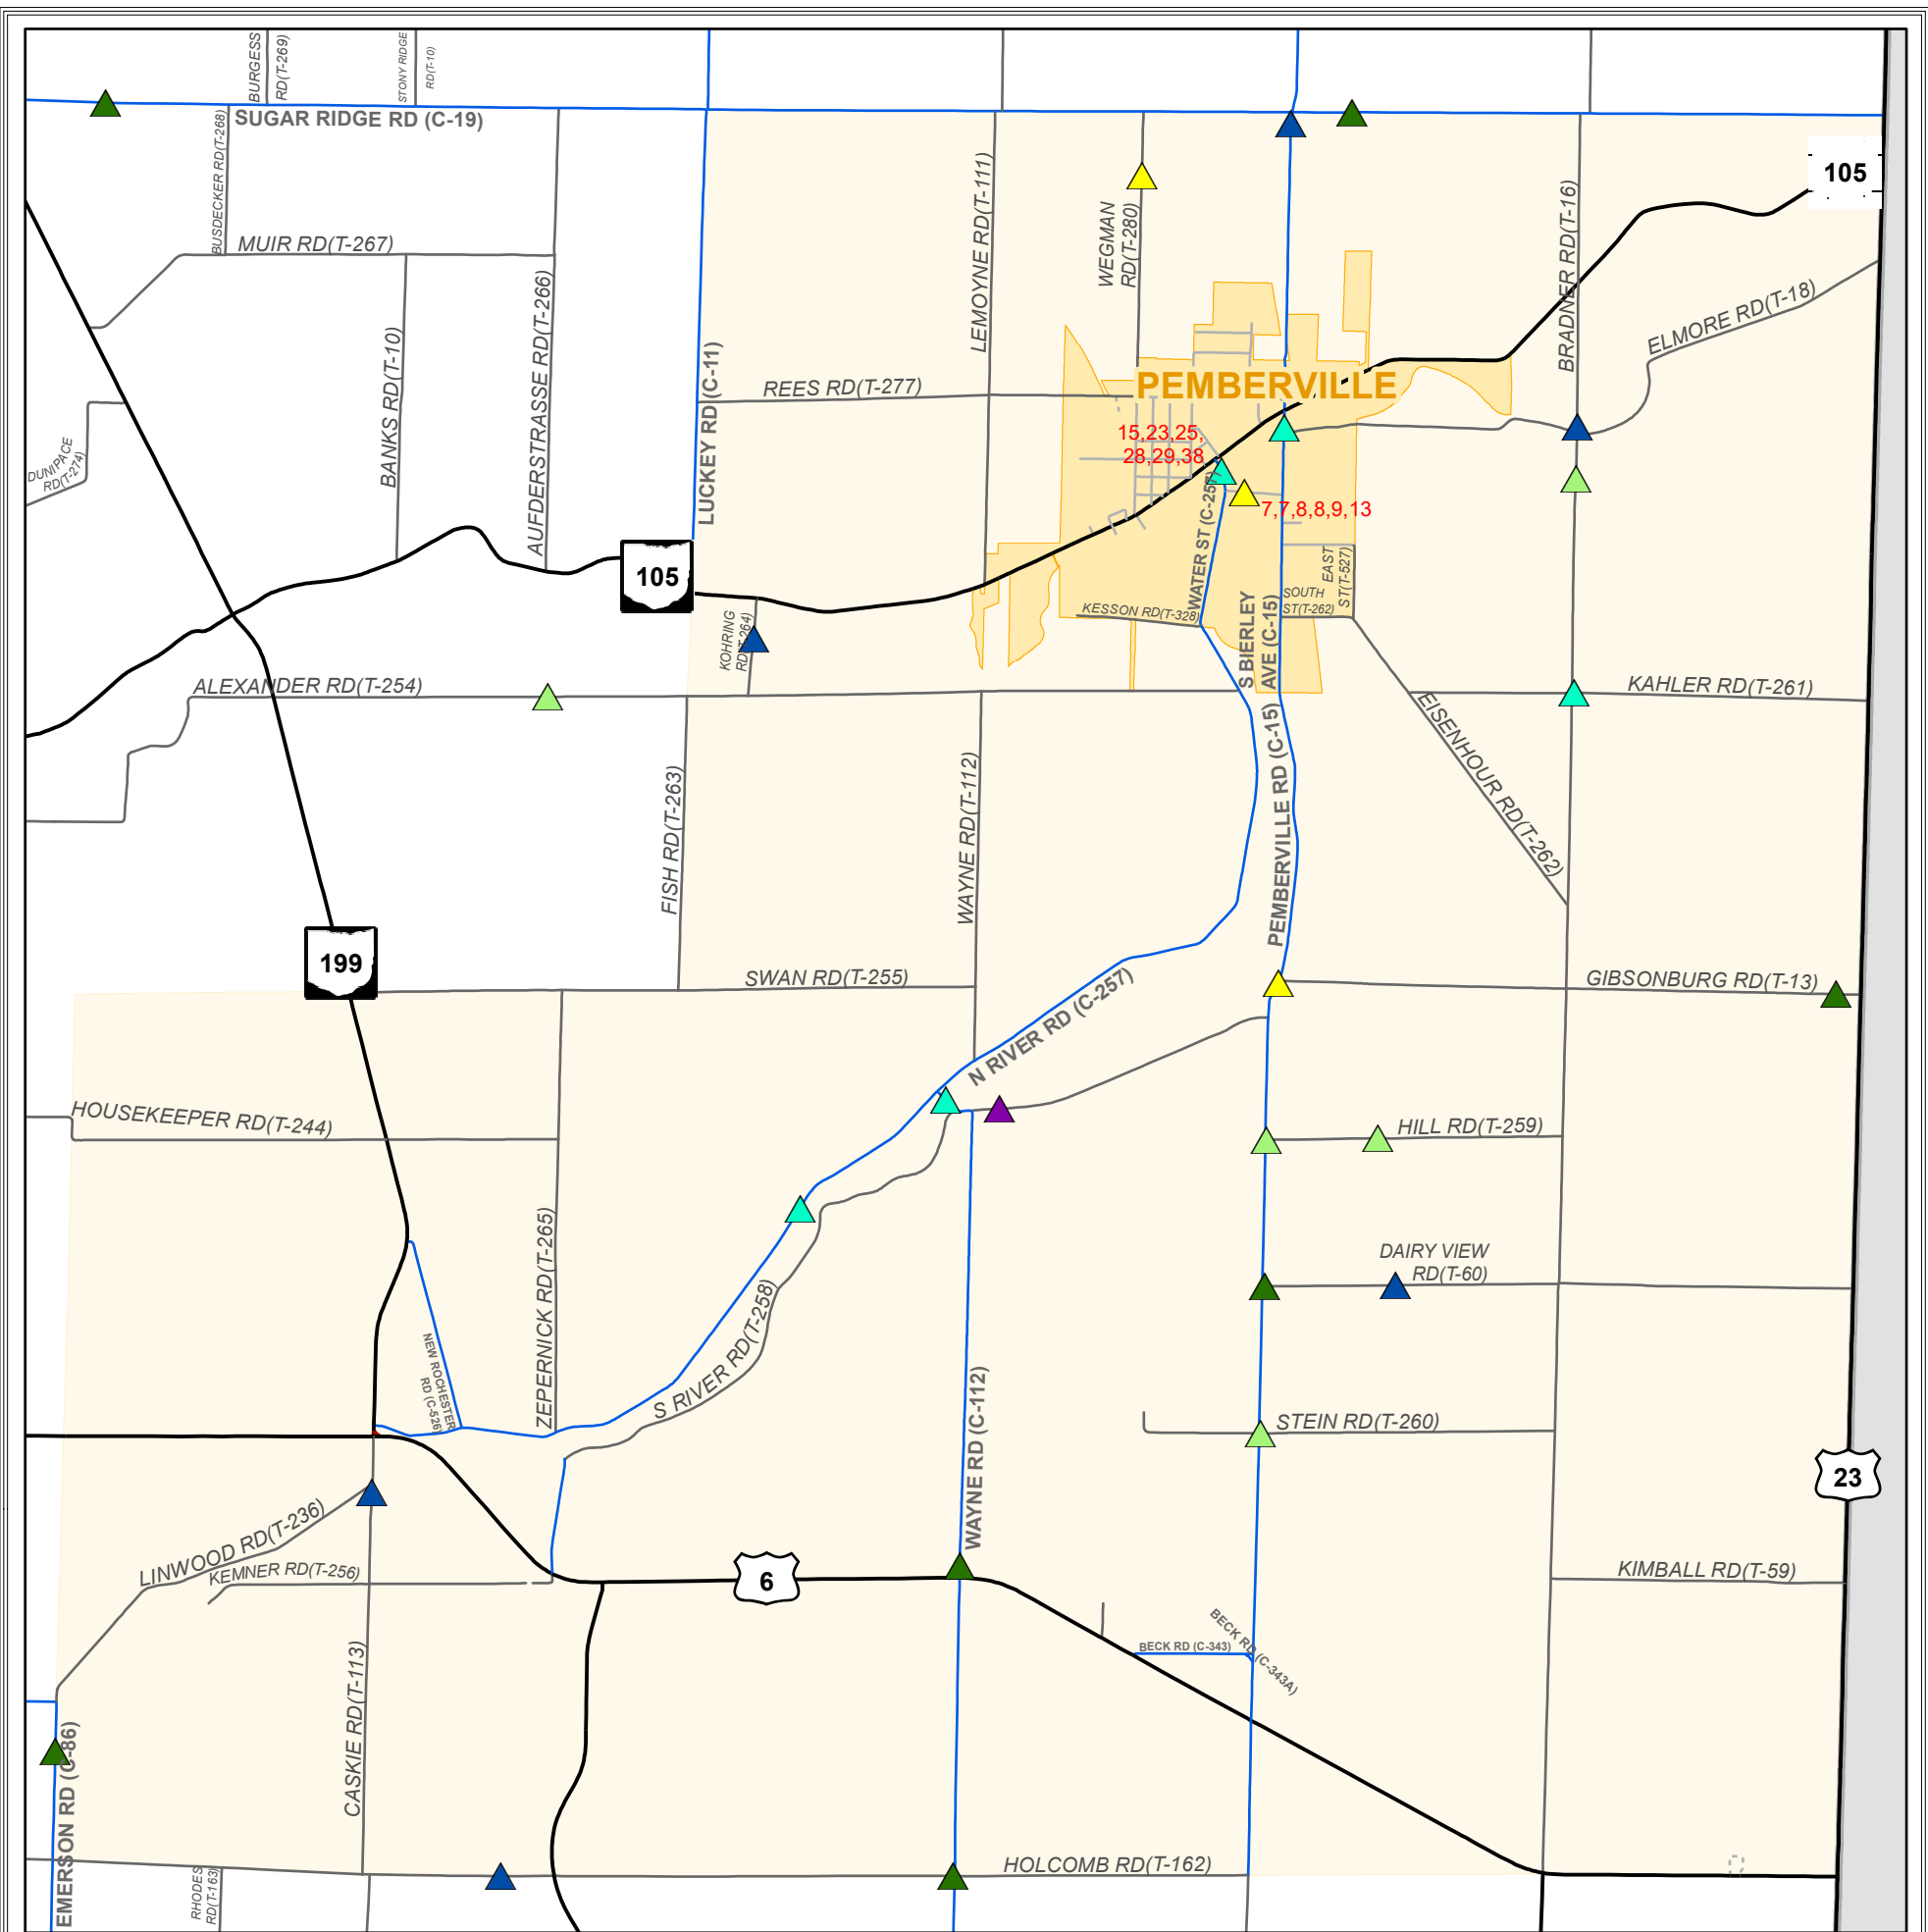 BURGESS
RD(T-269)
STONY RIDGE
RD(T-10)
SUGAR RIDGE RD (C-19)
BUSDECKER RD(T-268)
MUIR RD(T-267)
BANKS RD(T-10)
AUFDERSTRASSE RD(T-266)
LUCKEY RD (C-11)
LEMOYNE RD(T-111)
WEGMAN
RD(T-280)
BRADNER RD(T-16)
105
ELMORE RD(T-18)
REES RD(T-277)
PEMBERVILLE
15,23,25,
28,29,38
7,7,8,8,9,13
DUNIPACE
RD(T-274)
WATER ST (C-257)
EAST
ST(T-527)
SOUTH
ST(T-262)
KESSON RD(T-328)
S BIERLEY
AVE (C-15)
105
KOHRING
RD(T-264)
ALEXANDER RD(T-254)
KAHLER RD(T-261)
EISENHOUR RD(T-262)
FISH RD(T-263)
WAYNE RD(T-112)
PEMBERVILLE RD (C-15)
199
SWAN RD(T-255)
GIBSONBURG RD(T-13)
N RIVER RD (C-257)
HOUSEKEEPER RD(T-244)
HILL RD(T-259)
ZEPERNICK RD(T-265)
DAIRY VIEW
RD(T-60)
S RIVER RD(T-258)
NEW ROCHESTER
RD (C-526)
WAYNE RD (C-112)
STEIN RD(T-260)
23
LINWOOD RD(T-236)
KEMNER RD(T-256)
6
KIMBALL RD(T-59)
BECK RD (C-343)
BECK RD (C-343A)
CASKIE RD(T-113)
EMERSON RD (C-86)
RHODES
RD(T-163)
HOLCOMB RD(T-162)